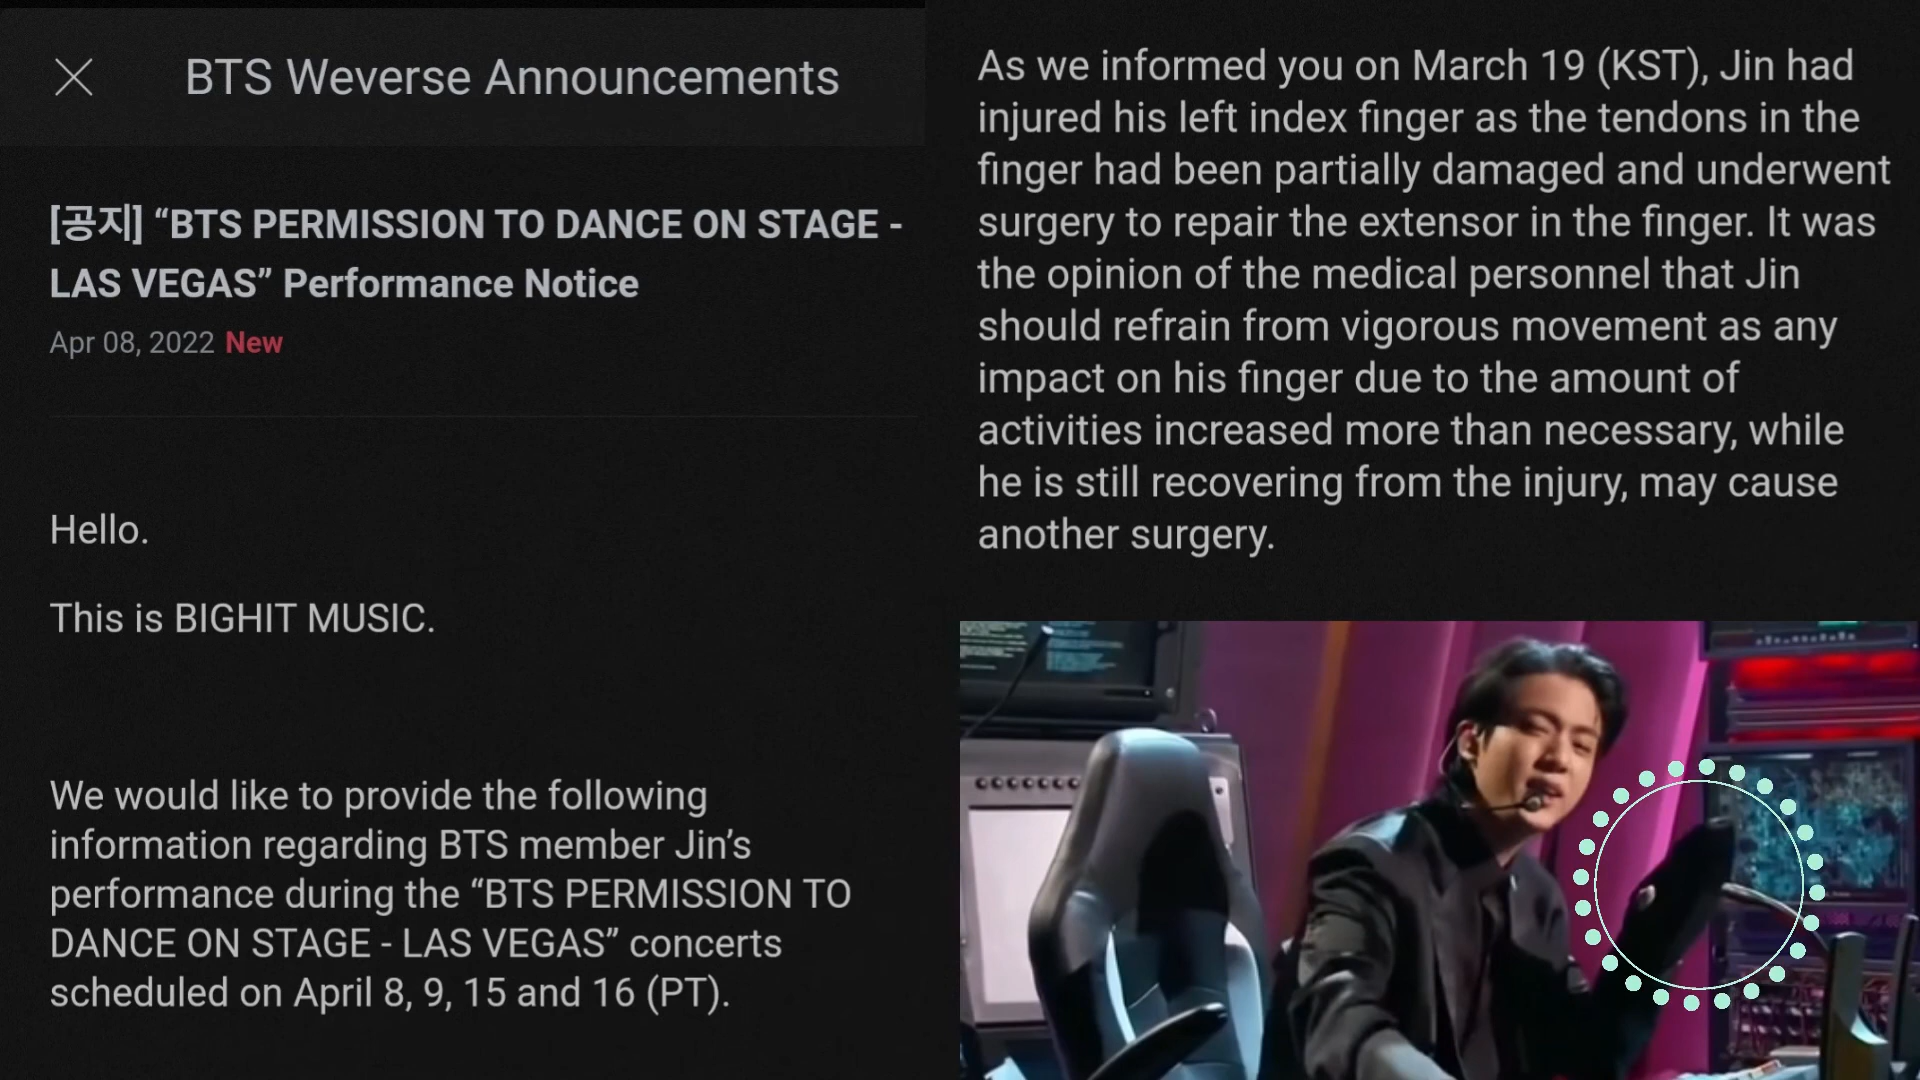 BTS Weverse Announcements
[공지] “BTS PERMISSION TO DANCE ON STAGE -
LAS VEGAS” Performance Notice
Apr 08, 2022 New
Hello.
This is BIGHIT MUSIC.
We would like to provide the following
information regarding BTS member Jin’s
performance during the “BTS PERMISSION TO
DANCE ON STAGE - LAS VEGAS” concerts
scheduled on April 8, 9, 15 and 16 (PT).
As we informed you on March 19 (KST), Jin had
injured his left index finger as the tendons in the
finger had been partially damaged and underwent
surgery to repair the extensor in the finger. It was
the opinion of the medical personnel that Jin
should refrain from vigorous movement as any
impact on his finger due to the amount of
activities increased more than necessary, while
he is still recovering from the injury, may cause
another surgery.